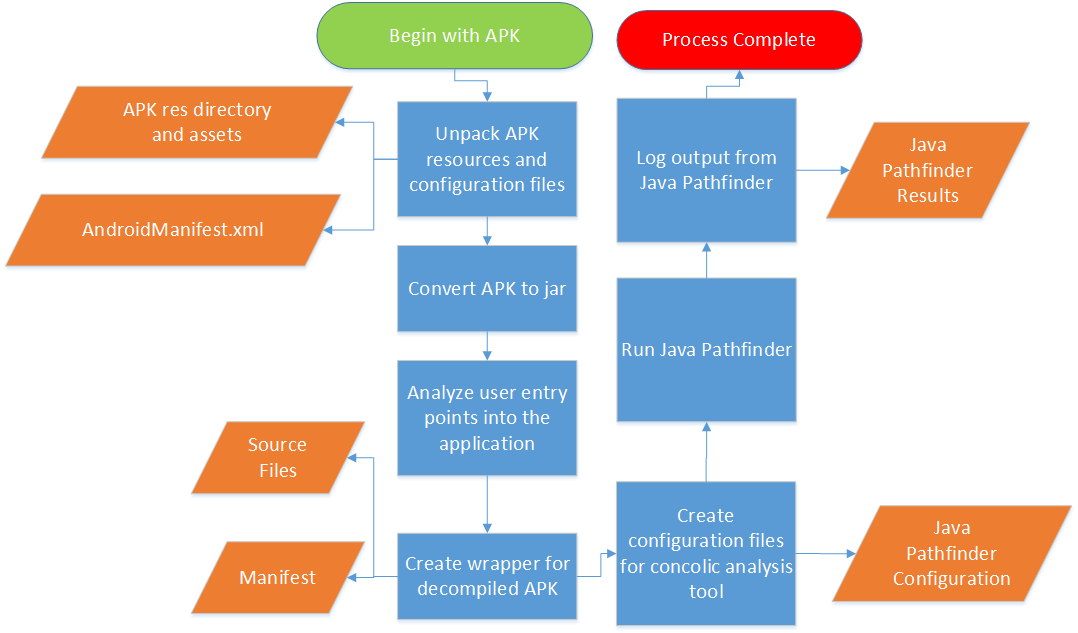 Begin with APK
Process Complete
APK res directory
and assets
Unpack APK
resources and
configuration files
Log output from
Java Pathfinder
Java
Pathfinder
Results
AndroidManifest.xml
Convert APK to jar
Run Java Pathfinder
Analyze user entry
points into the
application
Source
Files
Create
configuration files
for concolic analysis
tool
Java
Pathfinder
Configuration
Manifest
Create wrapper for
decompiled APK